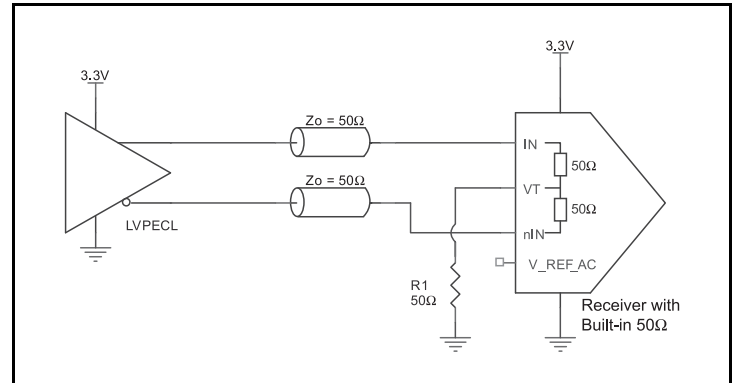 3.3V
3.3V
Zo = 50Ω
IN
50Ω
Zo = 50Ω
VT
50Ω
LVPECL
nIN
V_REF_AC
R1
50Ω
Receiver with
Built-in 50Ω